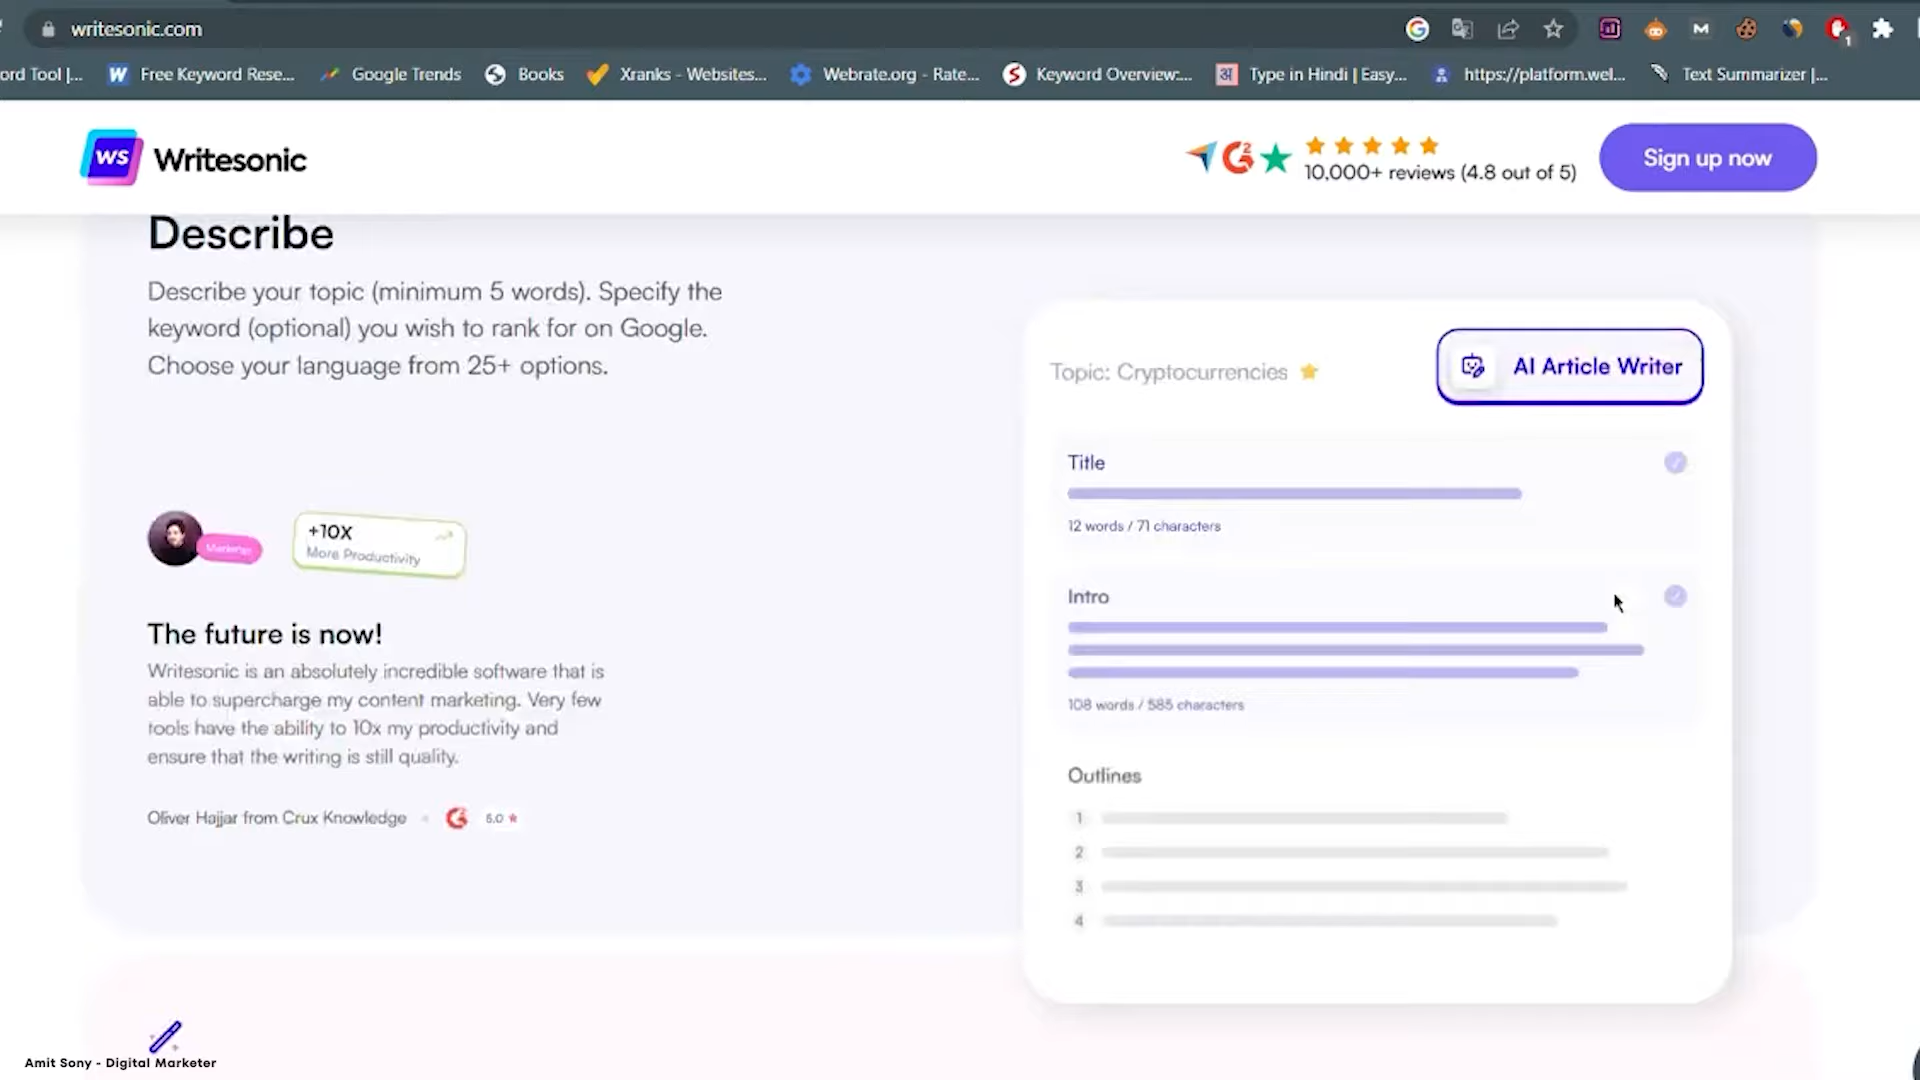 writesonic.com
1
ord Tool |...
Free Keyword Rese...
Google Trends
Books
Xranks - Websites...
Webrate.org - Rate...
Keyword Overview:...
अ
Type in Hindi | Easy...
https://platform.wel...
Text Summarizer |...
WS
Writesonic
10,000+ reviews (4.8 out of 5)
Sign up now
Describe
Describe your topic (minimum 5 words). Specify the
keyword (optional) you wish to rank for on Google.
Choose your language from 25+ options.
Marketer
+10X
More Productivity
The future is now!
Writesonic is an absolutely incredible software that is
able to supercharge my content marketing. Very few
tools have the ability to 10x my productivity and
ensure that the writing is still quality.
Oliver Hajjar from Crux Knowledge
5.0
Topic: Cryptocurrencies
AI Article Writer
Title
12 words / 71 characters
Intro
108 words / 585 characters
Outlines
1
2
3
4
Amit Sony - Digital Marketer